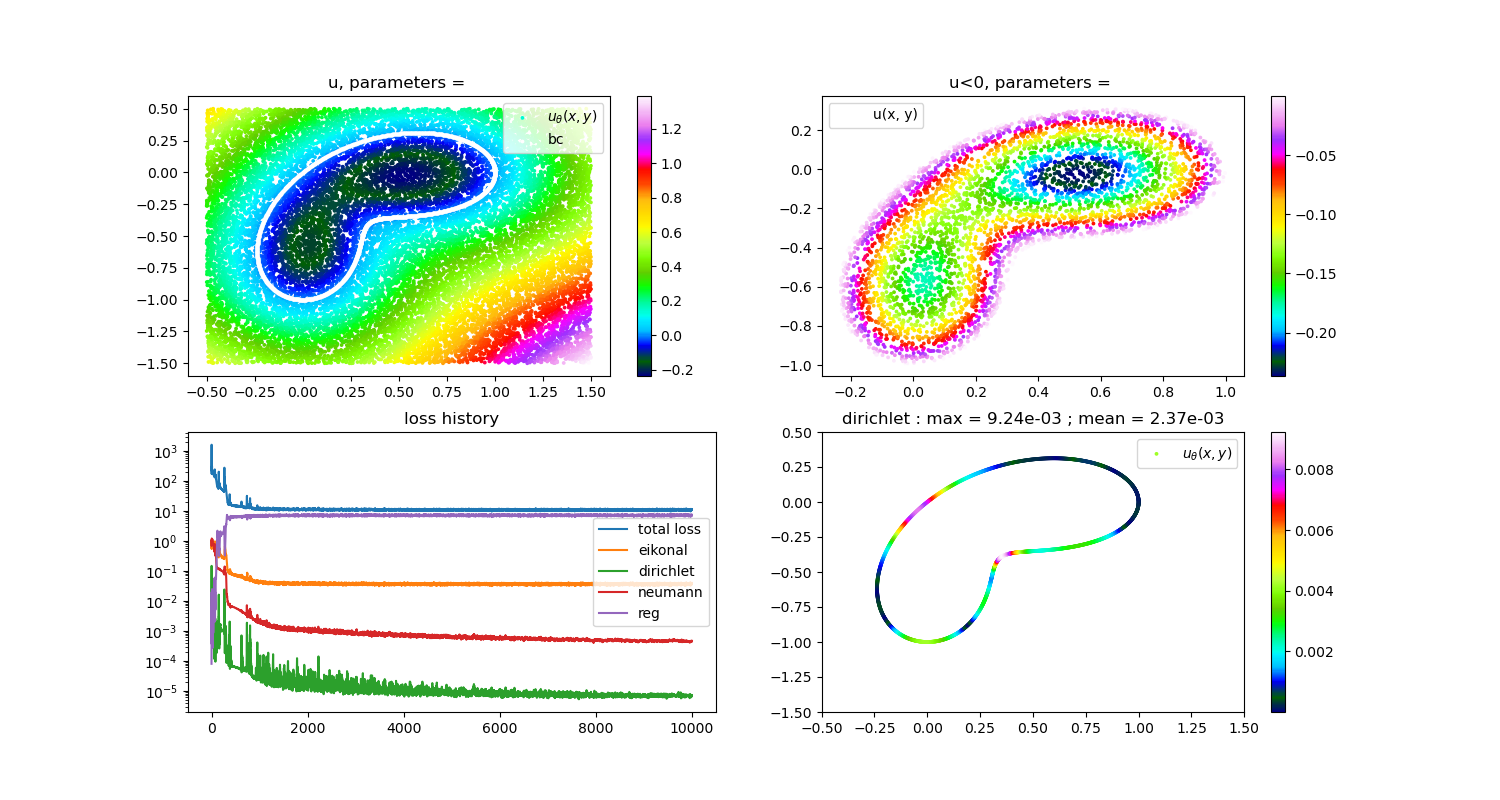 u, parameters =
0.50
0.25
0.00
−0.25
−0.50
−0.75
−1.00
−1.25
−1.50
−0.50 −0.25 0.00 0.25 0.50 0.75 1.00 1.25 1.50
uθ(x, y)
bc
1.2
1.0
0.8
0.6
0.4
0.2
0.0
−0.2
u<0, parameters =
0.2
0.0
−0.2
−0.4
−0.6
−0.8
−1.0
−0.2 0.0 0.2 0.4 0.6 0.8 1.0
u(x, y)
−0.05
−0.10
−0.15
−0.20
loss history
10³
10²
10¹
10⁰
10⁻¹
10⁻²
10⁻³
10⁻⁴
10⁻⁵
0 2000 4000 6000 8000 10000
total loss
eikonal
dirichlet
neumann
reg
dirichlet : max = 9.24e-03 ; mean = 2.37e-03
0.50
0.25
0.00
−0.25
−0.50
−0.75
−1.00
−1.25
−1.50
−0.50 −0.25 0.00 0.25 0.50 0.75 1.00 1.25 1.50
uθ(x, y)
0.008
0.006
0.004
0.002